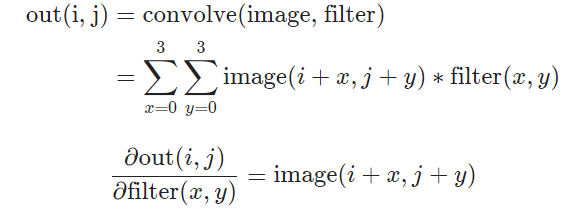 out(i, j) = convolve(image, filter)
= ∑_{x=0}^{3} ∑_{y=0}^{3} image(i + x, j + y) ∗ filter(x, y)
∂out(i, j) / ∂filter(x, y) = image(i + x, j + y)